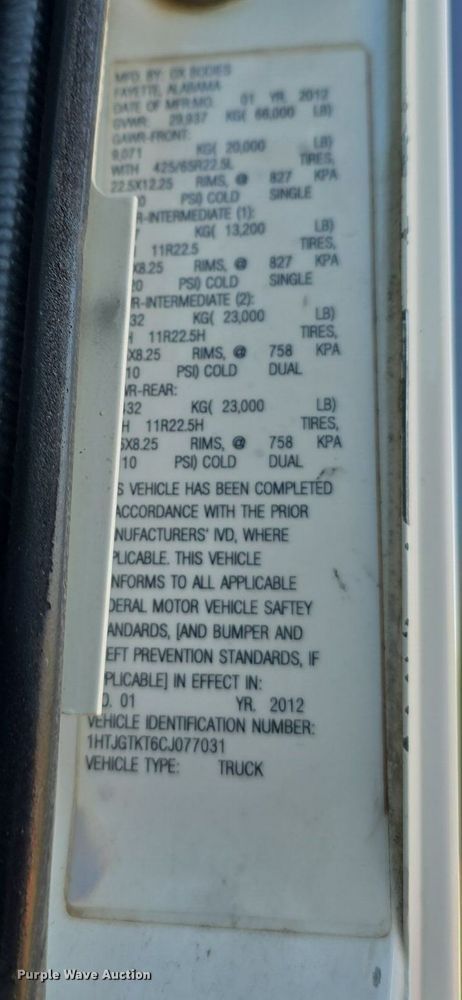 MFD. BY: OX BODIES
FAYETTE, ALABAMA
DATE OF MFR:MO. 01 YR. 2012
GVWR: 29,937 KG( 66,000 LB)
GAWR-FRONT:
9,071 KG( 20,000 LB)
WITH 425/65R22.5L TIRES,
22.5X12.25 RIMS, @ 827 KPA
0 PSI) COLD SINGLE
R-INTERMEDIATE (1):
KG( 13,200 LB)
11R22.5 TIRES,
X8.25 RIMS, @ 827 KPA
20 PSI) COLD SINGLE
R-INTERMEDIATE (2):
32 KG( 23,000 LB)
H 11R22.5H TIRES,
X8.25 RIMS, @ 758 KPA
10 PSI) COLD DUAL
WR-REAR:
32 KG( 23,000 LB)
H 11R22.5H TIRES,
5X8.25 RIMS, @ 758 KPA
10 PSI) COLD DUAL
S VEHICLE HAS BEEN COMPLETED
ACCORDANCE WITH THE PRIOR
NUFACTURERS' IVD, WHERE
PLICABLE. THIS VEHICLE
NFORMS TO ALL APPLICABLE
DERAL MOTOR VEHICLE SAFTEY
ANDARDS, [AND BUMPER AND
EFT PREVENTION STANDARDS, IF
PPLICABLE] IN EFFECT IN:
O. 01 YR. 2012
VEHICLE IDENTIFICATION NUMBER:
1HTJGTKT6CJ077031
VEHICLE TYPE: TRUCK
Purple Wave Auction